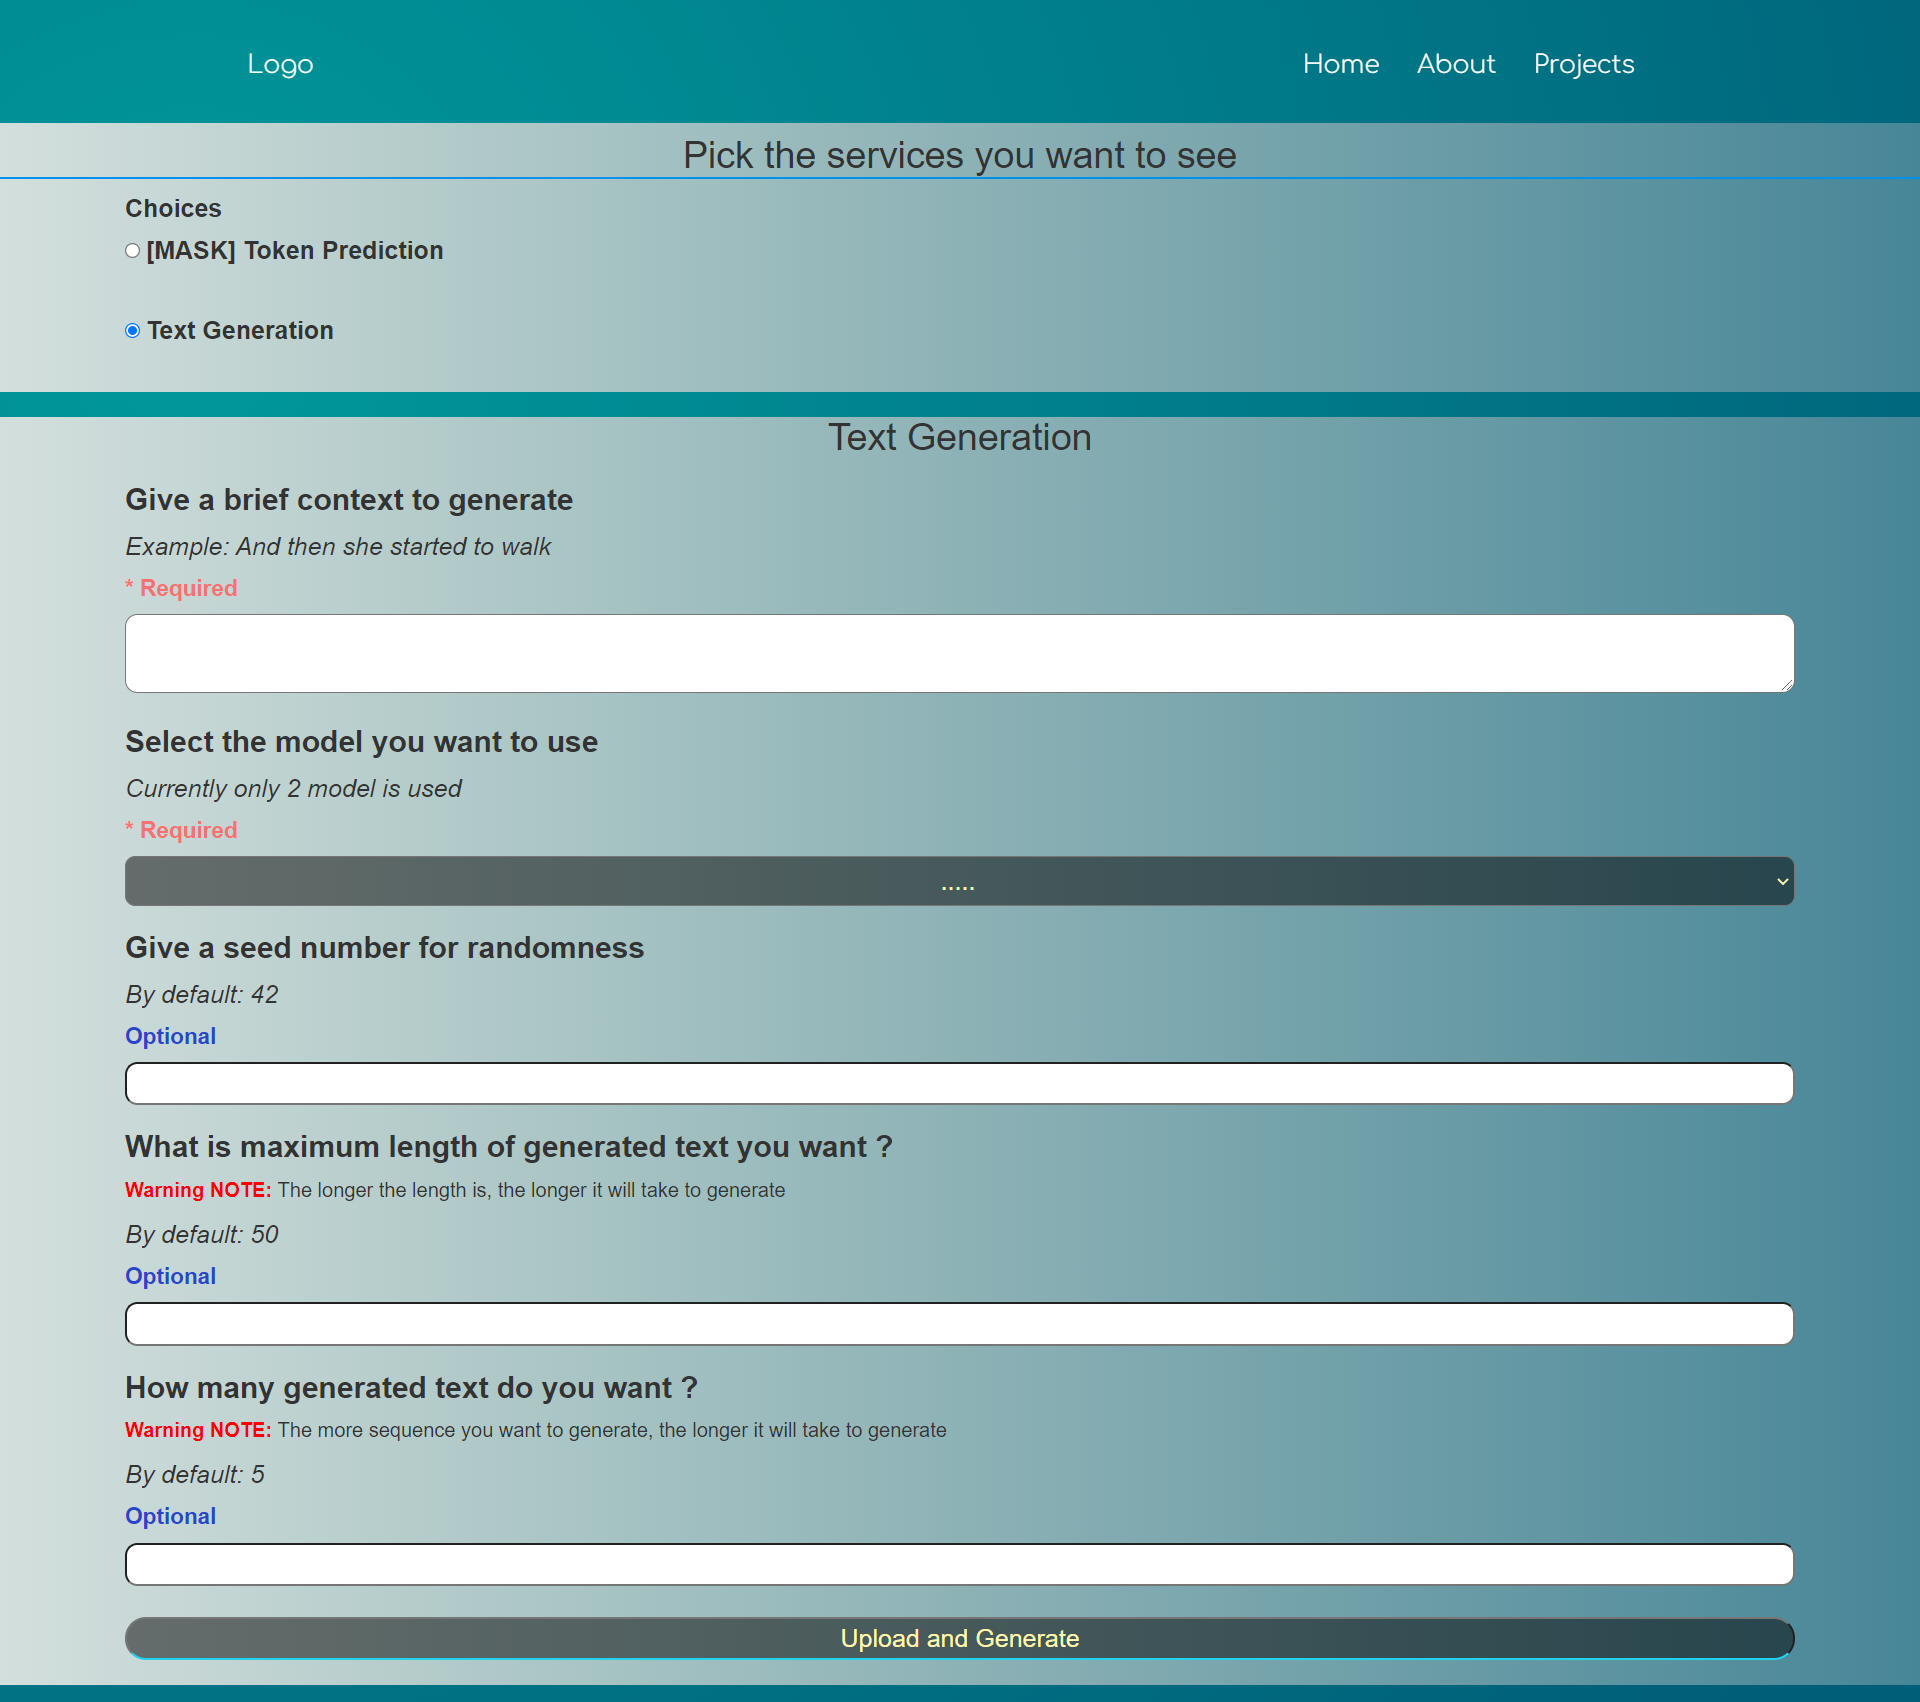 Logo
Home About Projects
Pick the services you want to see
Choices
[MASK] Token Prediction
Text Generation
Text Generation
Give a brief context to generate
Example: And then she started to walk
* Required
Select the model you want to use
Currently only 2 model is used
* Required
.....
Give a seed number for randomness
By default: 42
Optional
What is maximum length of generated text you want ?
Warning NOTE: The longer the length is, the longer it will take to generate
By default: 50
Optional
How many generated text do you want ?
Warning NOTE: The more sequence you want to generate, the longer it will take to generate
By default: 5
Optional
Upload and Generate